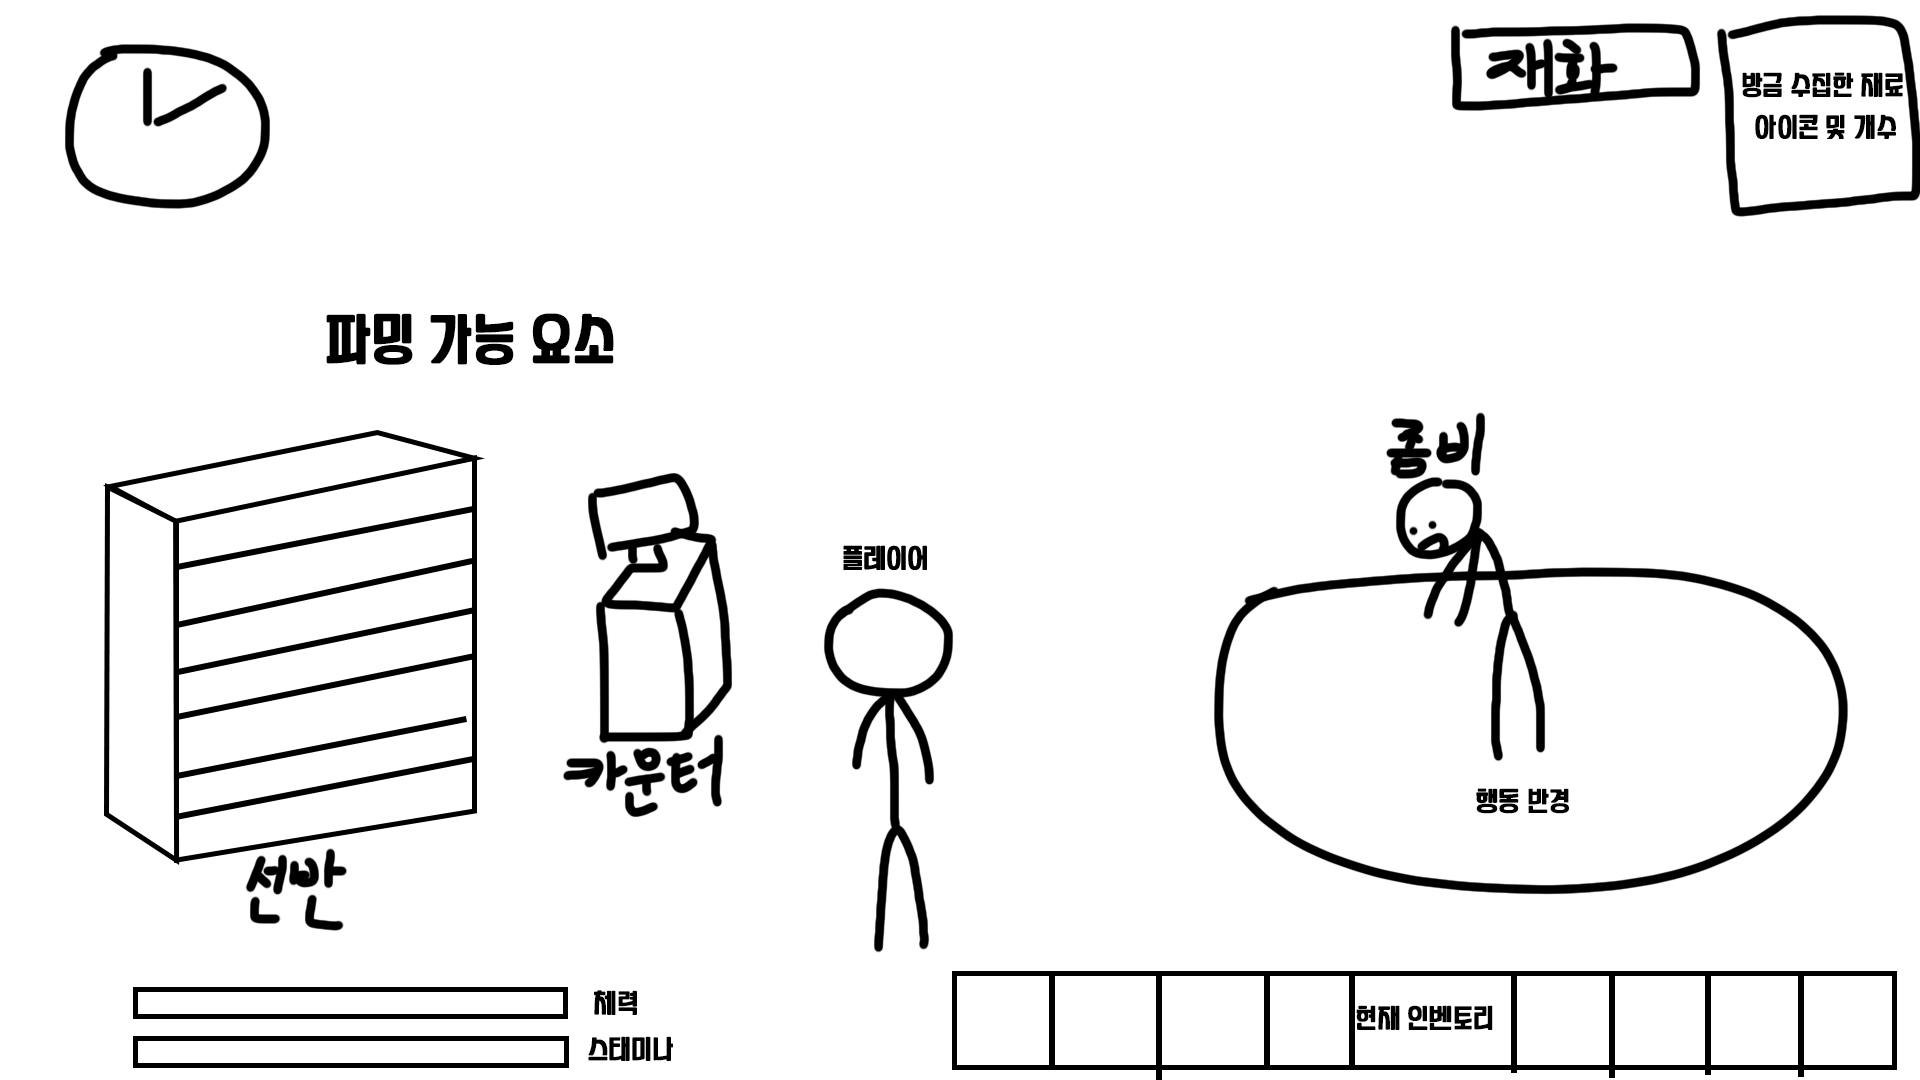 재화
방금 수집한 재료
아이콘 및 개수
파밍 가능 요소
좀비
플레이어
카운터
행동 반경
선반
체력
스태미나
현재 인벤토리